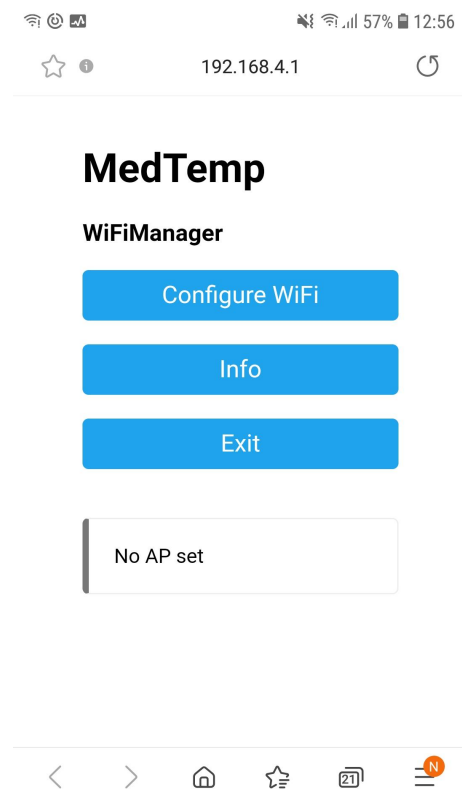 57% 12:56
192.168.4.1
MedTemp
WiFiManager
Configure WiFi
Info
Exit
No AP set
21
N